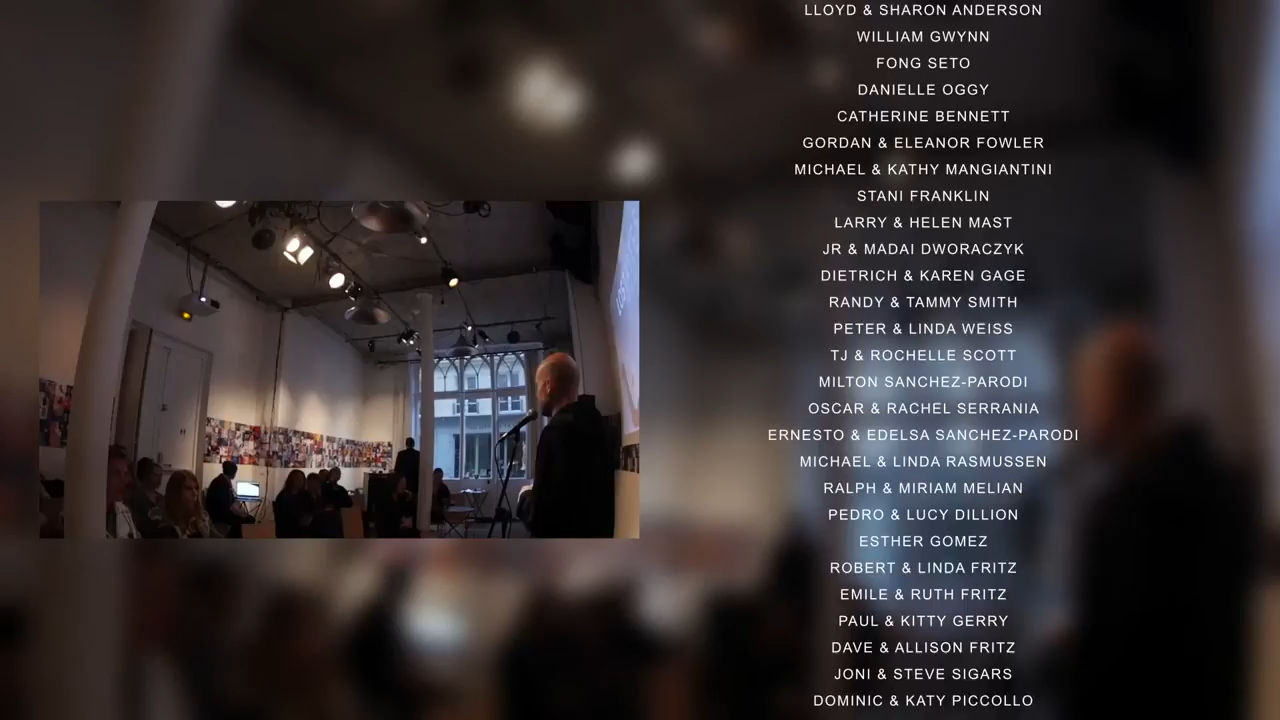 LLOYD & SHARON ANDERSON
WILLIAM GWYNN
FONG SETO
DANIELLE OGGY
CATHERINE BENNETT
GORDAN & ELEANOR FOWLER
MICHAEL & KATHY MANGIANTINI
STANI FRANKLIN
LARRY & HELEN MAST
JR & MADAI DWORACZYK
DIETRICH & KAREN GAGE
RANDY & TAMMY SMITH
PETER & LINDA WEISS
TJ & ROCHELLE SCOTT
MILTON SANCHEZ-PARODI
OSCAR & RACHEL SERRANIA
ERNESTO & EDELSA SANCHEZ-PARODI
MICHAEL & LINDA RASMUSSEN
RALPH & MIRIAM MELIAN
PEDRO & LUCY DILLION
ESTHER GOMEZ
ROBERT & LINDA FRITZ
EMILE & RUTH FRITZ
PAUL & KITTY GERRY
DAVE & ALLISON FRITZ
JONI & STEVE SIGARS
DOMINIC & KATY PICCOLLO